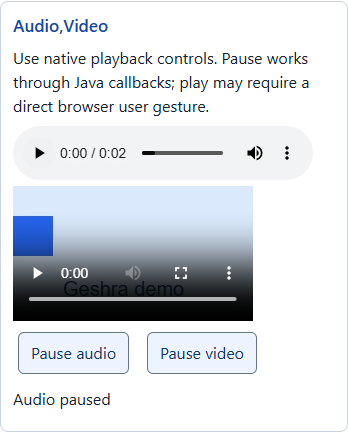 Audio,Video
Use native playback controls. Pause works
through Java callbacks; play may require a
direct browser user gesture.
0:00 / 0:02
0:00
Geshra demo
Pause audio
Pause video
Audio paused